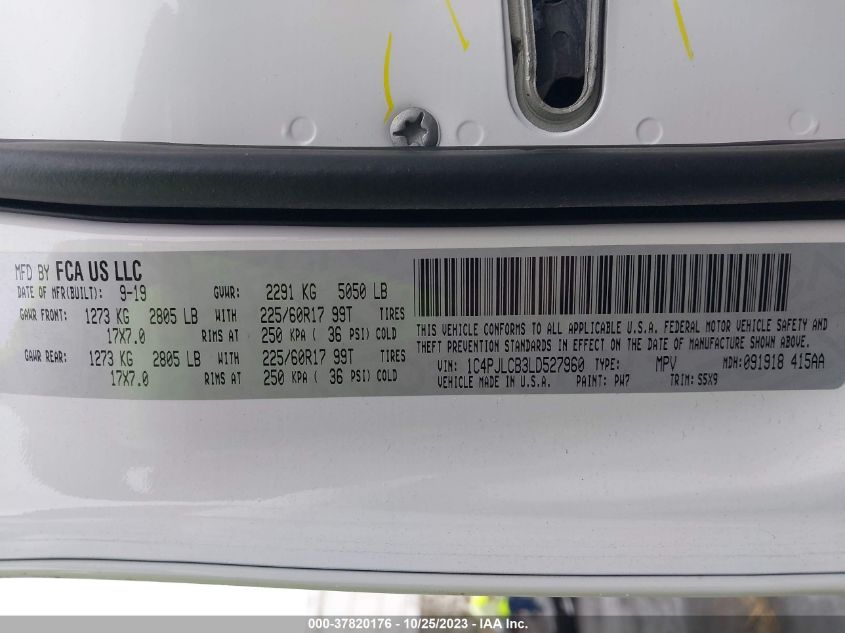 MFD BY FCA US LLC
DATE OF MFR(BUILT): 9-19 GVWR: 2291 KG 5050 LB
GAWR FRONT: 1273 KG 2805 LB WITH 225/60R17 99T TIRES
17X7.0 RIMS AT 250 KPA ( 36 PSI) COLD
GAWR REAR: 1273 KG 2805 LB WITH 225/60R17 99T TIRES
17X7.0 RIMS AT 250 KPA ( 36 PSI) COLD
THIS VEHICLE CONFORMS TO ALL APPLICABLE U.S.A. FEDERAL MOTOR VEHICLE SAFETY AND
THEFT PREVENTION STANDARDS IN EFFECT ON THE DATE OF MANUFACTURE SHOWN ABOVE.
VIN: 1C4PJLCB3LD527960 TYPE: MPV MDH:091918 415AA
VEHICLE MADE IN U.S.A. PAINT: PW7 TRIM: S5X9
000-37820176 - 10/25/2023 - IAA Inc.